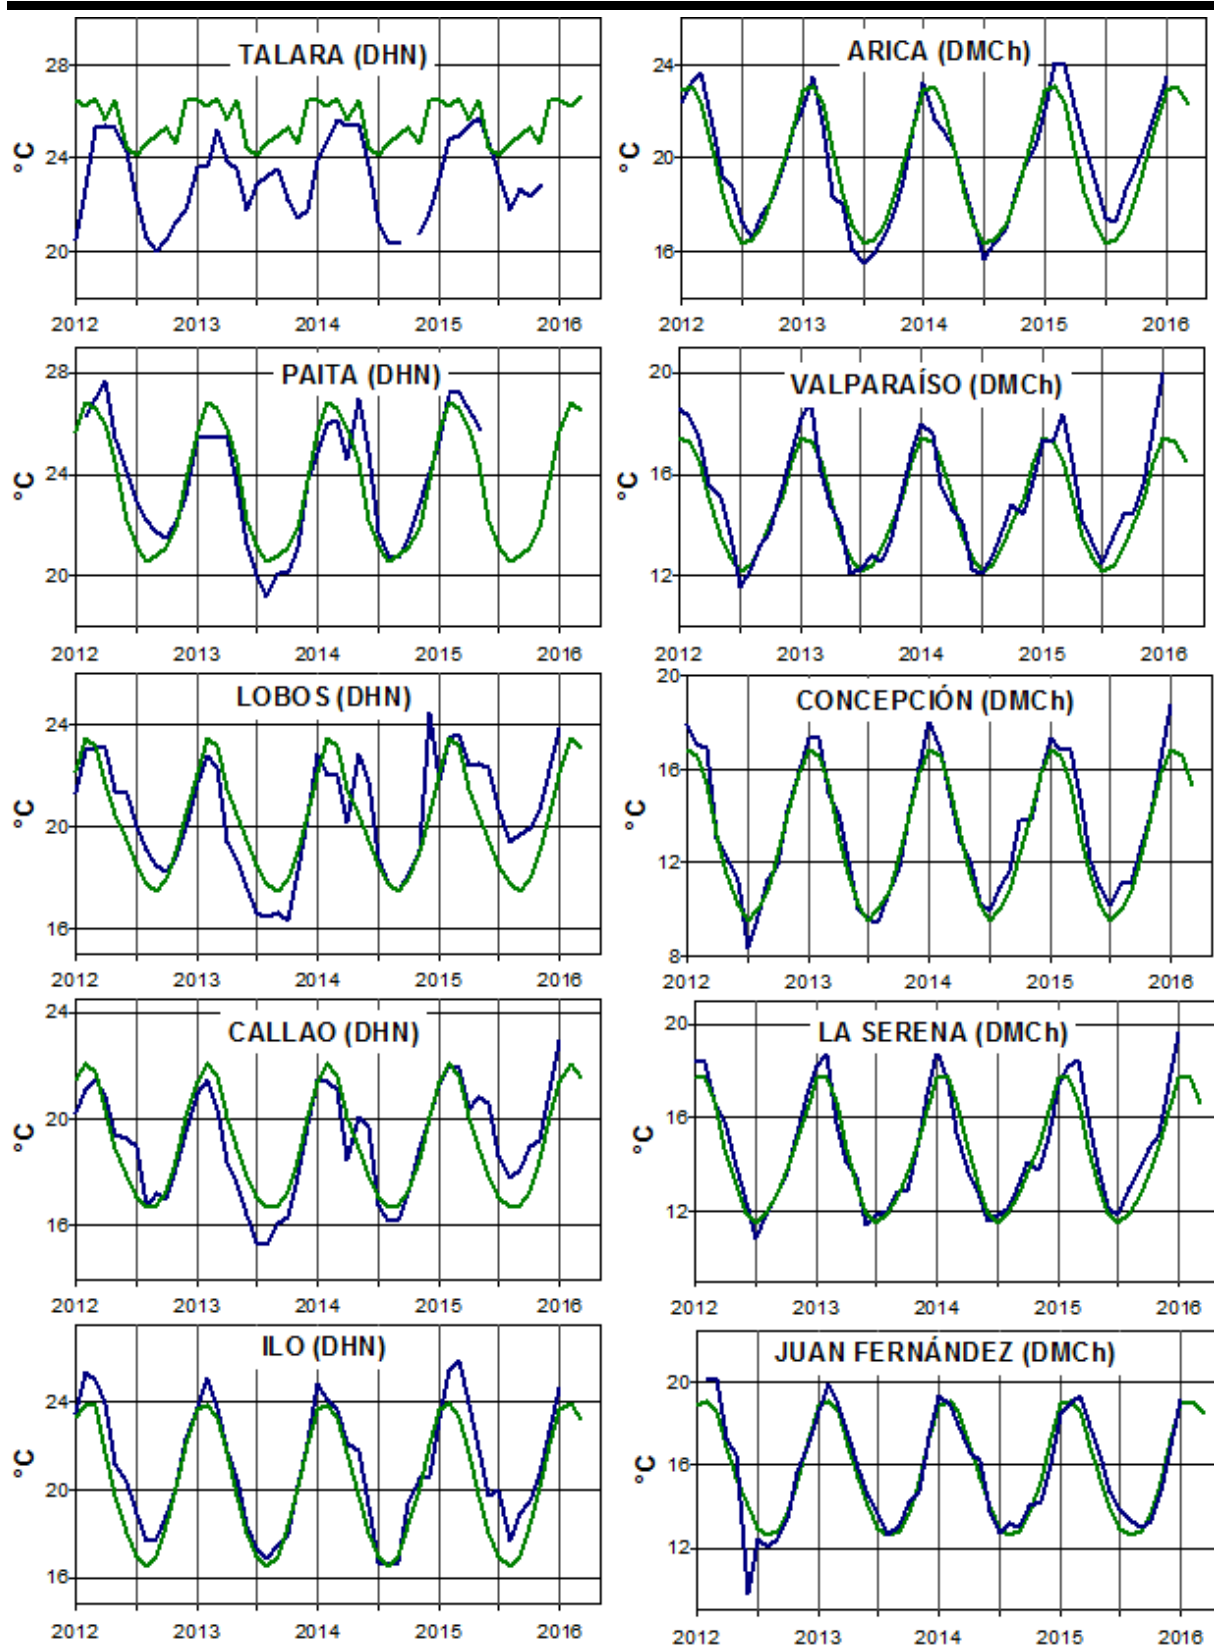 TALARA (DHN)
28
24
20
°C
2012 2013 2014 2015 2016
ARICA (DMCh)
24
20
16
°C
2012 2013 2014 2015 2016
PAITA (DHN)
28
24
20
°C
2012 2013 2014 2015 2016
VALPARAÍSO (DMCh)
20
16
12
°C
2012 2013 2014 2015 2016
LOBOS (DHN)
24
20
16
°C
2012 2013 2014 2015 2016
CONCEPCIÓN (DMCh)
20
16
12
8
°C
2012 2013 2014 2015 2016
CALLAO (DHN)
24
20
16
°C
2012 2013 2014 2015 2016
LA SERENA (DMCh)
20
16
12
°C
2012 2013 2014 2015 2016
ILO (DHN)
24
20
16
°C
2012 2013 2014 2015 2016
JUAN FERNÁNDEZ (DMCh)
20
16
12
°C
2012 2013 2014 2015 2016